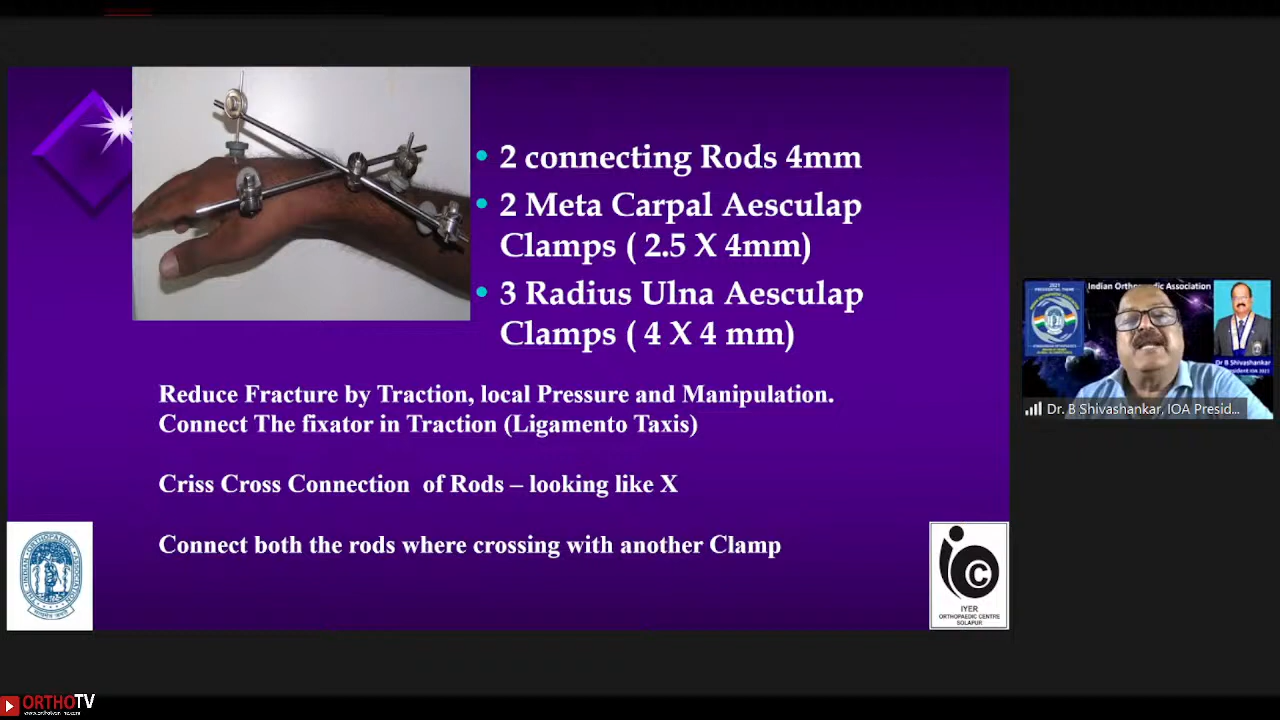 • 2 connecting Rods 4mm
• 2 Meta Carpal Aesculap
Clamps ( 2.5 X 4mm)
• 3 Radius Ulna Aesculap
Clamps ( 4 X 4 mm)
Reduce Fracture by Traction, local Pressure and Manipulation.
Connect The fixator in Traction (Ligamento Taxis)
Criss Cross Connection of Rods – looking like X
Connect both the rods where crossing with another Clamp
IYER
ORTHOPAEDIC CENTRE
SOLAPUR
Indian Orthopaedic Association
Dr B Shivashankar
Dr. B Shivashankar, IOA Presid...
ORTHOTV